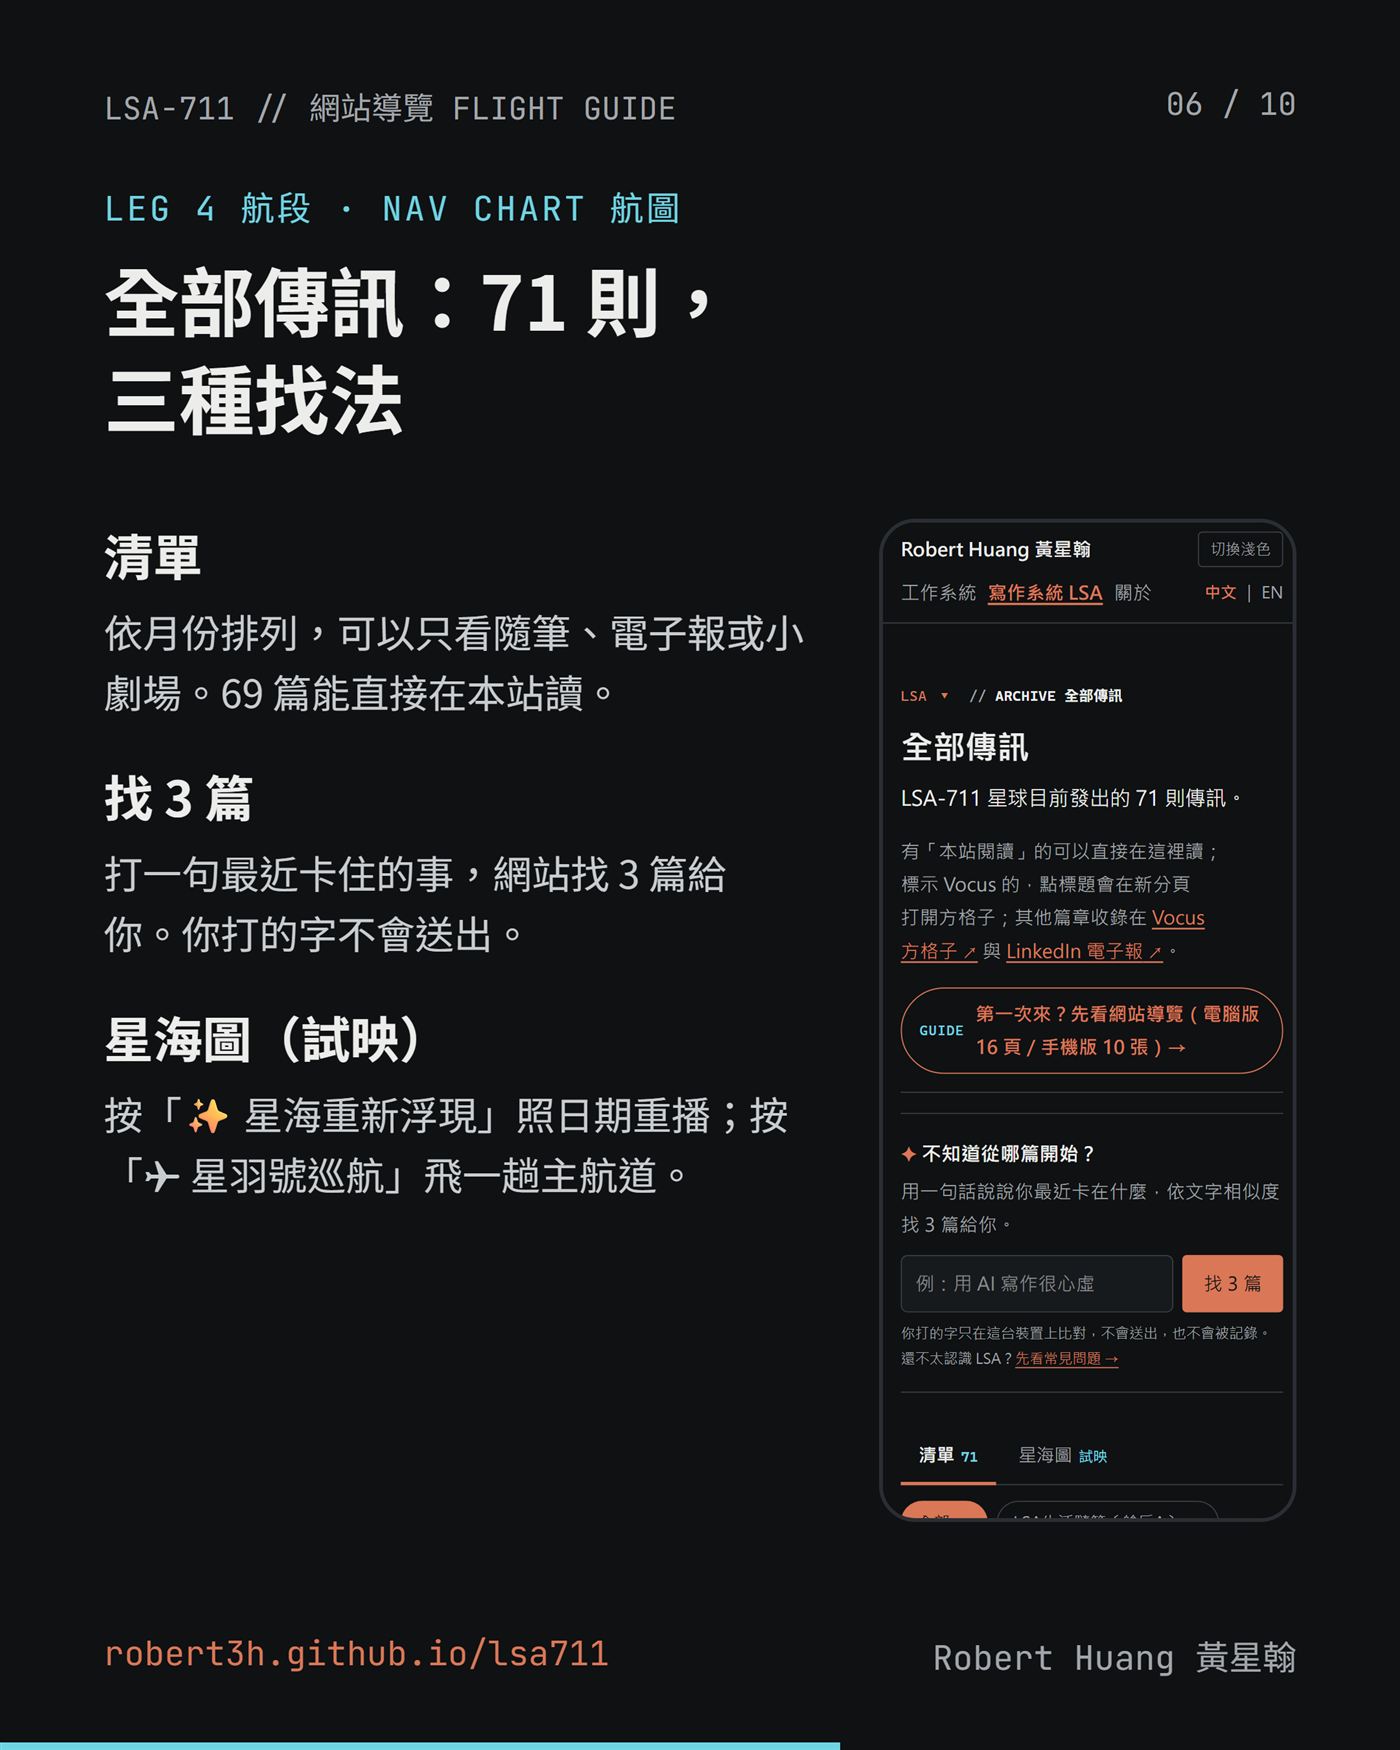 LSA-711 // 網站導覽 FLIGHT GUIDE
06 / 10
LEG 4 航段 · NAV CHART 航圖
全部傳訊：71 則，
三種找法
清單
依月份排列，可以只看隨筆、電子報或小
劇場。69 篇能直接在本站讀。
找 3 篇
打一句最近卡住的事，網站找 3 篇給
你。你打的字不會送出。
星海圖（試映）
按「✨ 星海重新浮現」照日期重播；按
「✈ 星羽號巡航」飛一趟主航道。
Robert Huang 黃星翰
切換淺色
工作系統 寫作系統 LSA 關於
中文 | EN
LSA ▼ // ARCHIVE 全部傳訊
全部傳訊
LSA-711 星球目前發出的 71 則傳訊。
有「本站閱讀」的可以直接在這裡讀；
標示 Vocus 的，點標題會在新分頁
打開方格子；其他篇章收錄在 Vocus
方格子 ↗ 與 LinkedIn 電子報 ↗。
GUIDE
第一次來？先看網站導覽（電腦版
16 頁 / 手機版 10 張）→
✦ 不知道從哪篇開始？
用一句話說說你最近卡在什麼，依文字相似度
找 3 篇給你。
例：用 AI 寫作很心虛
找 3 篇
你打的字只在這台裝置上比對，不會送出，也不會被記錄。
還不太認識 LSA？先看常見問題 →
清單 71
星海圖 試映
robert3h.github.io/lsa711
Robert Huang 黃星翰